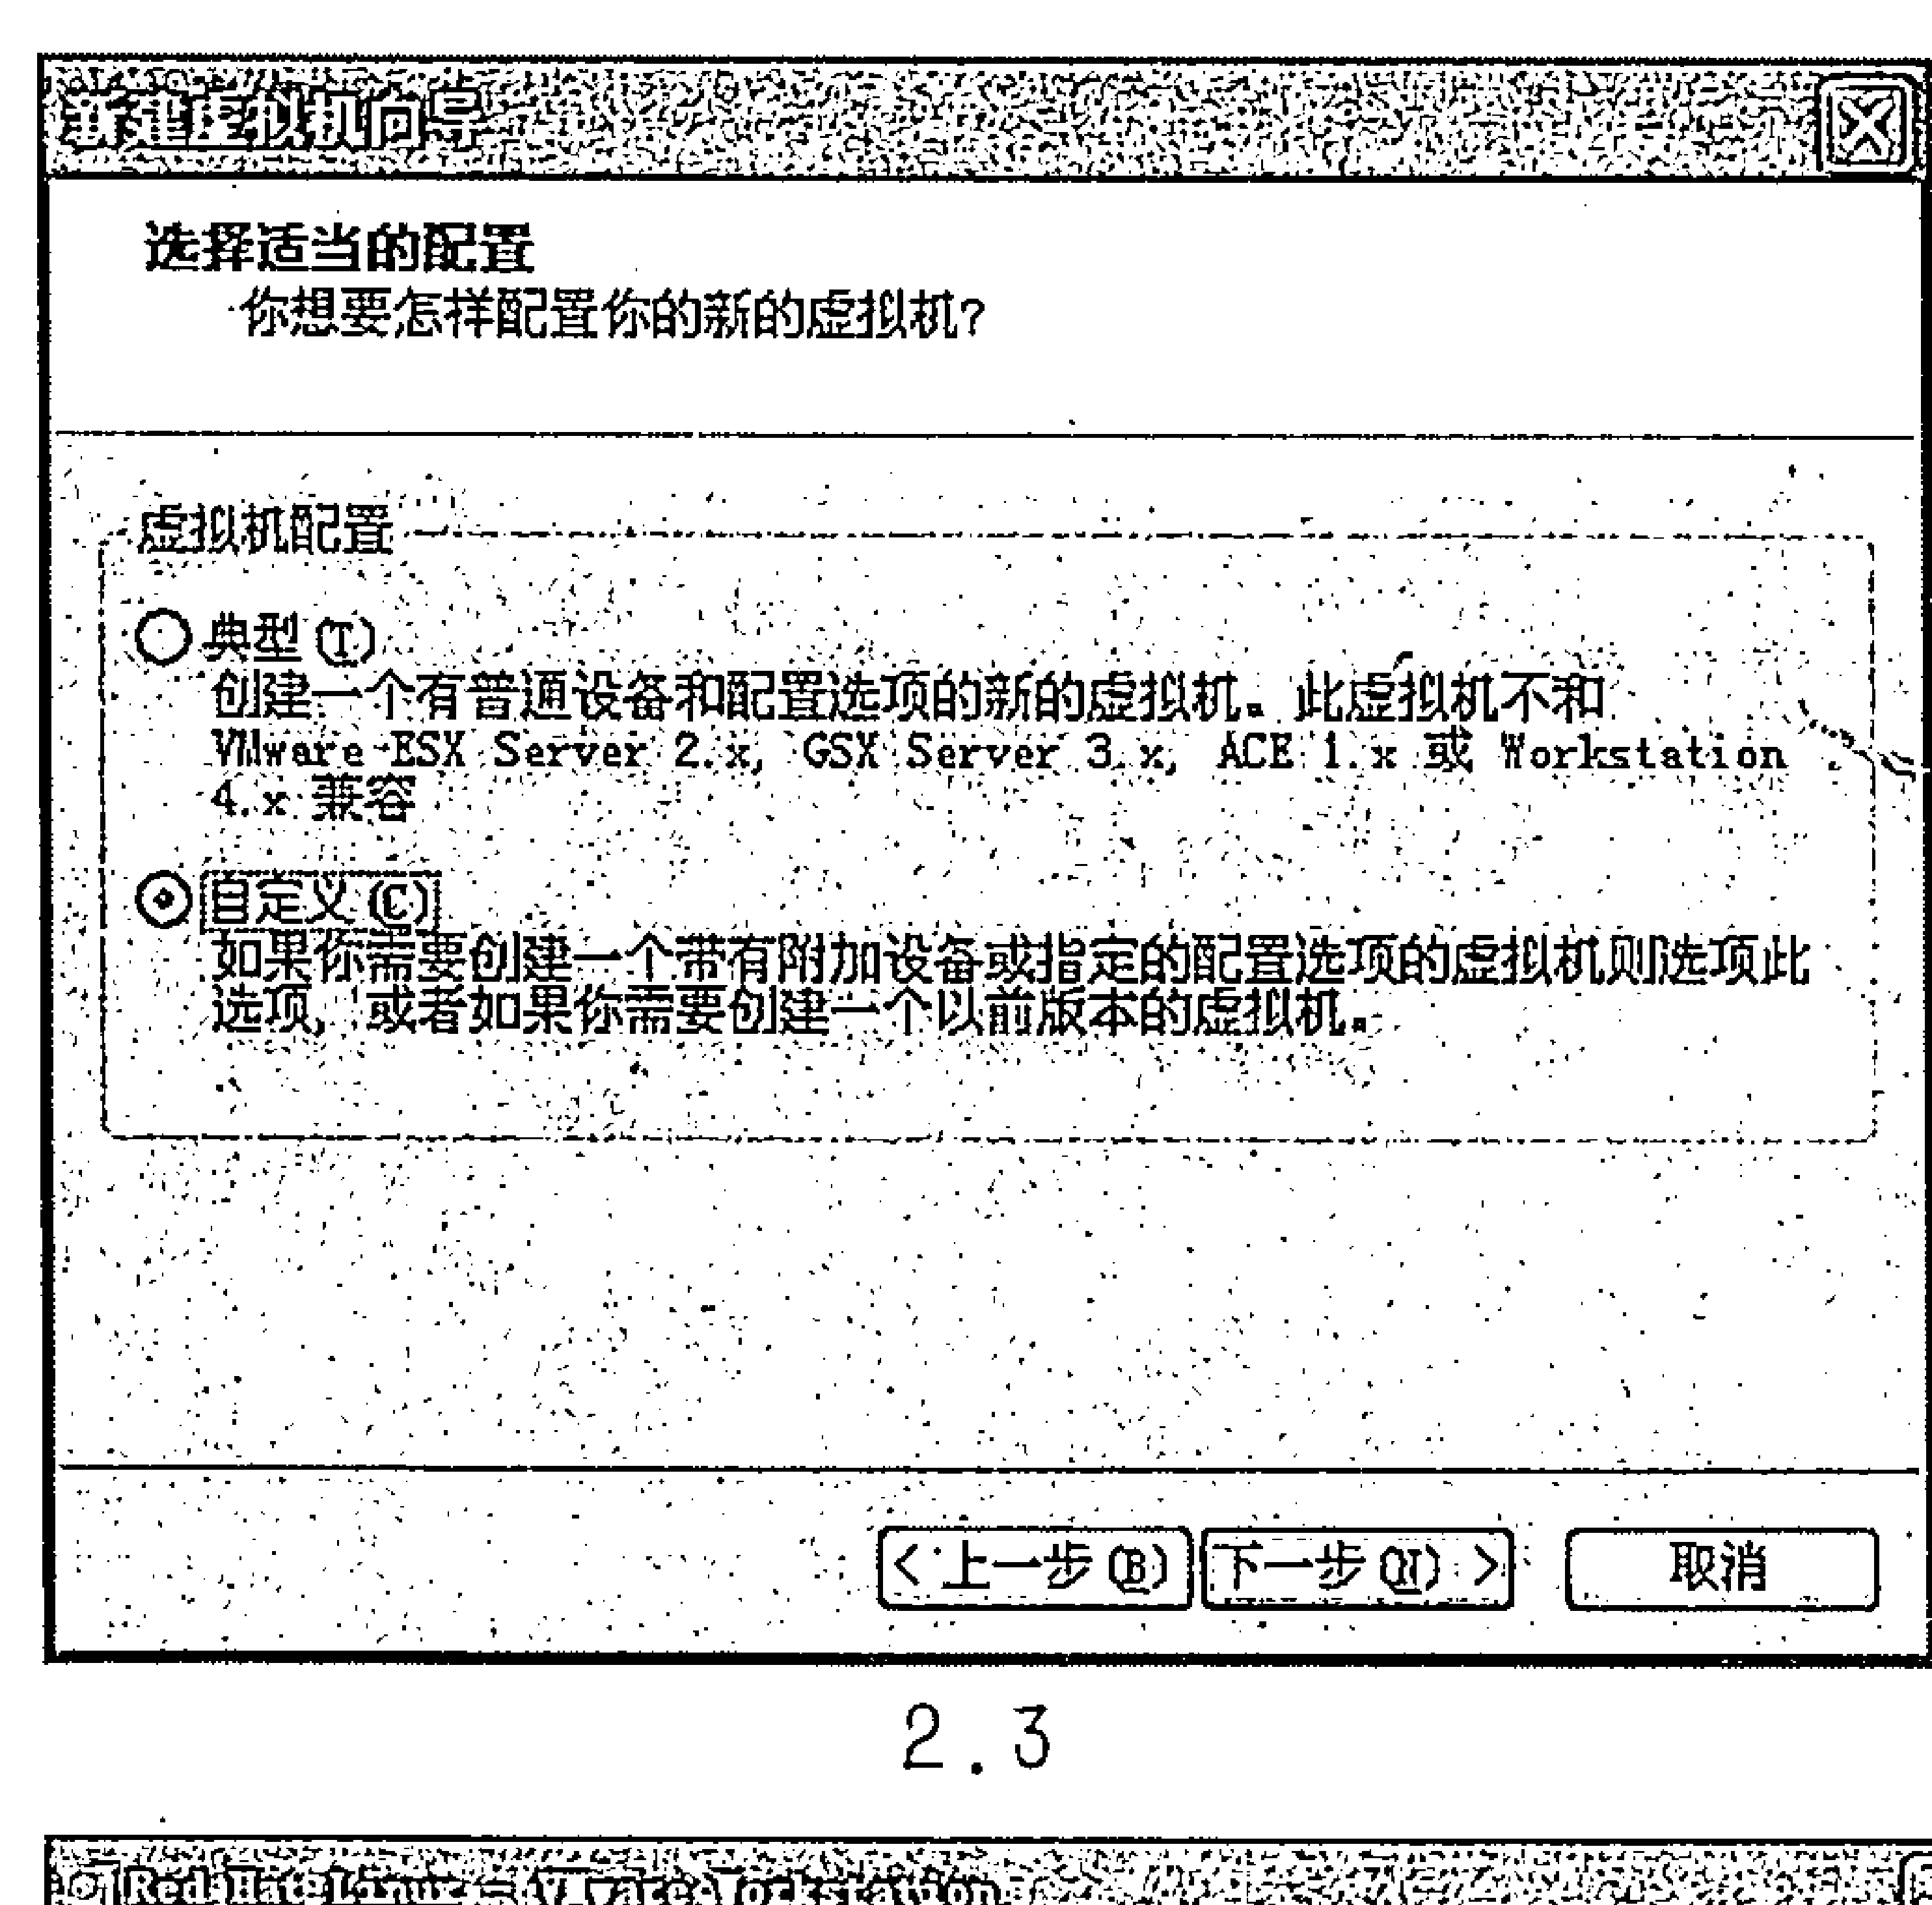 新建虚拟机向导
选择适当的配置
你想要怎样配置你的新的虚拟机?
虚拟机配置
典型(T)
创建一个有普通设备和配置选项的新的虚拟机。此虚拟机不和
VMware ESX Server 2.x, GSX Server 3.x, ACE 1.x 或 Workstation
4.x 兼容
自定义(C)
如果你需要创建一个带有附加设备或指定的配置选项的虚拟机则选项此
选项, 或者如果你需要创建一个以前版本的虚拟机。
< 上一步(B) 下一步(N) > 取消
2.3
Red Hat Linux - VMware Workstation